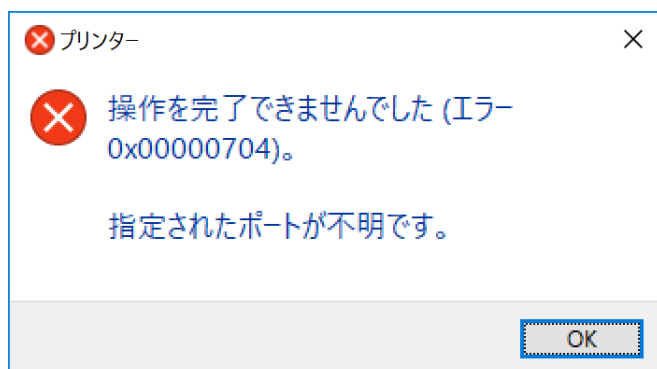 プリンター
操作を完了できませんでした (エラー
0x00000704)。
指定されたポートが不明です。
OK